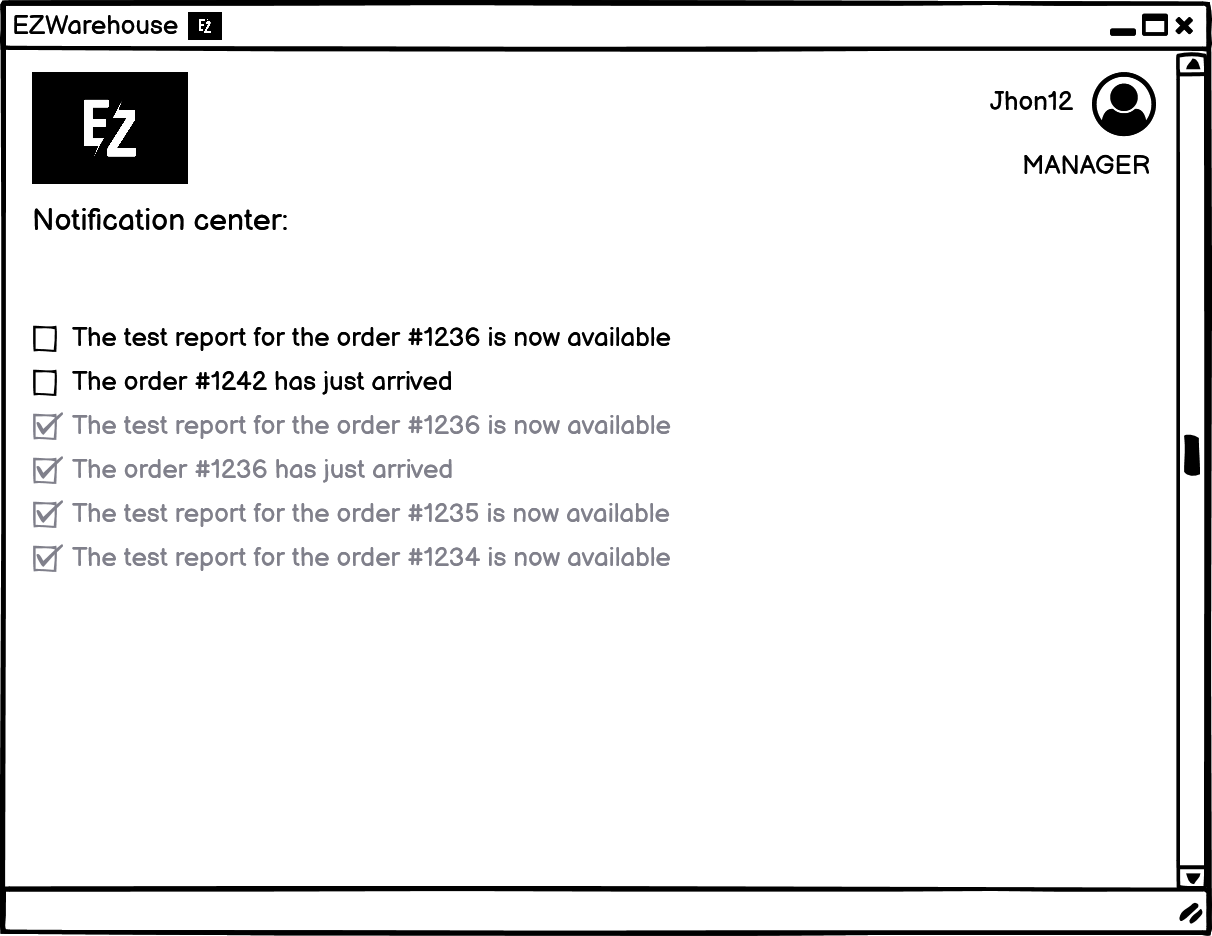 EZWarehouse EZ
EZ
Jhon12
MANAGER
Notification center:
The test report for the order #1236 is now available
The order #1242 has just arrived
The test report for the order #1236 is now available
The order #1236 has just arrived
The test report for the order #1235 is now available
The test report for the order #1234 is now available